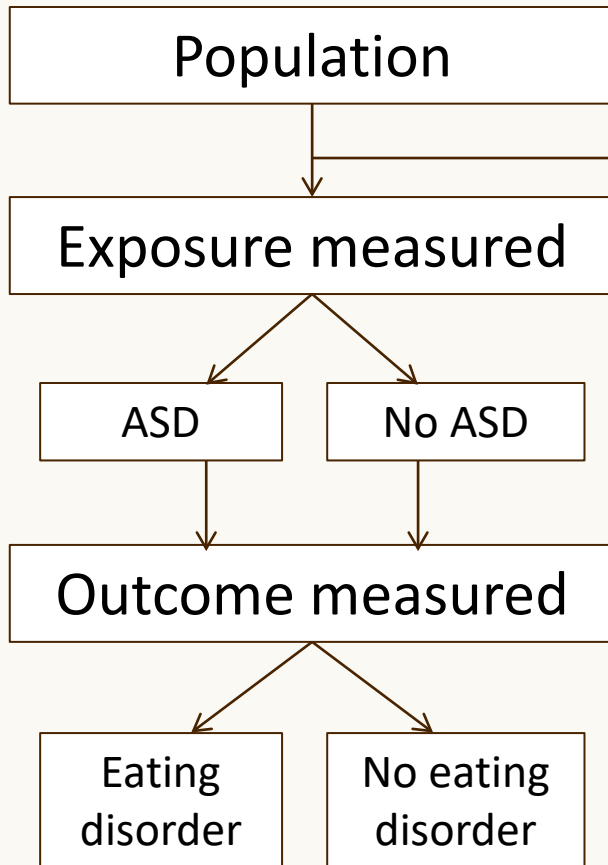 Population
Exposure measured
ASD
No ASD
Outcome measured
Eating
disorder
No eating
disorder